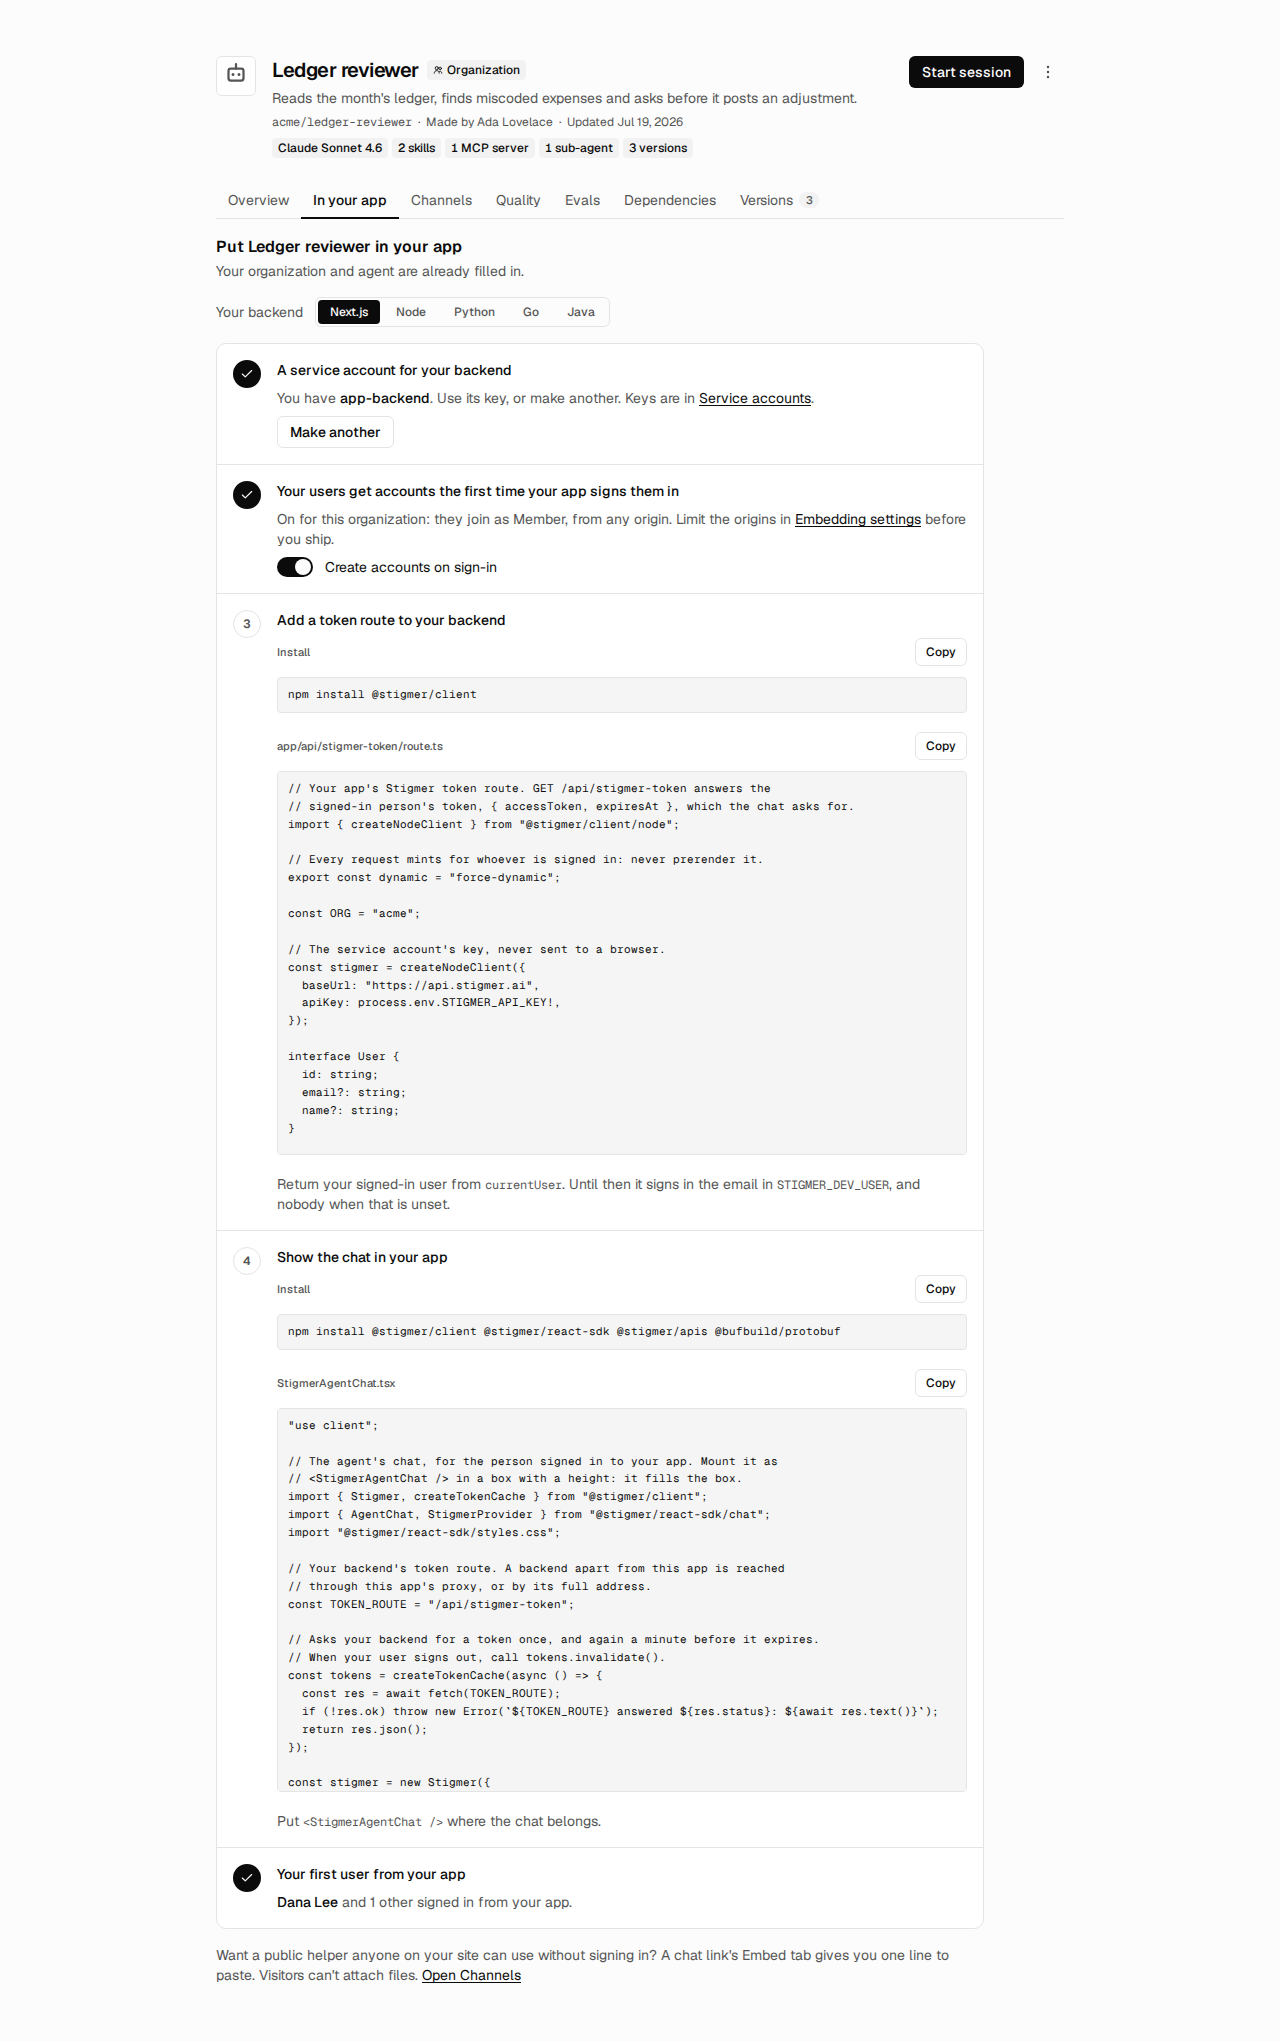 Ledger reviewer Organization
Start session
Reads the month's ledger, finds miscoded expenses and asks before it posts an adjustment.
acme/ledger-reviewer · Made by Ada Lovelace · Updated Jul 19, 2026
Claude Sonnet 4.6 2 skills 1 MCP server 1 sub-agent 3 versions
Overview In your app Channels Quality Evals Dependencies Versions 3
Put Ledger reviewer in your app
Your organization and agent are already filled in.
Your backend Next.js Node Python Go Java
A service account for your backend
You have app-backend. Use its key, or make another. Keys are in Service accounts.
Make another
Your users get accounts the first time your app signs them in
On for this organization: they join as Member, from any origin. Limit the origins in Embedding settings before
you ship.
Create accounts on sign-in
3 Add a token route to your backend
Install Copy
npm install @stigmer/client
app/api/stigmer-token/route.ts Copy
// Your app's Stigmer token route. GET /api/stigmer-token answers the
// signed-in person's token, { accessToken, expiresAt }, which the chat asks for.
import { createNodeClient } from "@stigmer/client/node";
// Every request mints for whoever is signed in: never prerender it.
export const dynamic = "force-dynamic";
const ORG = "acme";
// The service account's key, never sent to a browser.
const stigmer = createNodeClient({
  baseUrl: "https://api.stigmer.ai",
  apiKey: process.env.STIGMER_API_KEY!,
});
interface User {
  id: string;
  email?: string;
  name?: string;
}
Return your signed-in user from currentUser. Until then it signs in the email in STIGMER_DEV_USER, and
nobody when that is unset.
4 Show the chat in your app
Install Copy
npm install @stigmer/client @stigmer/react-sdk @stigmer/apis @bufbuild/protobuf
StigmerAgentChat.tsx Copy
"use client";
// The agent's chat, for the person signed in to your app. Mount it as
// <StigmerAgentChat /> in a box with a height: it fills the box.
import { Stigmer, createTokenCache } from "@stigmer/client";
import { AgentChat, StigmerProvider } from "@stigmer/react-sdk/chat";
import "@stigmer/react-sdk/styles.css";
// Your backend's token route. A backend apart from this app is reached
// through this app's proxy, or by its full address.
const TOKEN_ROUTE = "/api/stigmer-token";
// Asks your backend for a token once, and again a minute before it expires.
// When your user signs out, call tokens.invalidate().
const tokens = createTokenCache(async () => {
  const res = await fetch(TOKEN_ROUTE);
  if (!res.ok) throw new Error(`${TOKEN_ROUTE} answered ${res.status}: ${await res.text()}`);
  return res.json();
});
const stigmer = new Stigmer({
Put <StigmerAgentChat /> where the chat belongs.
Your first user from your app
Dana Lee and 1 other signed in from your app.
Want a public helper anyone on your site can use without signing in? A chat link's Embed tab gives you one line to
paste. Visitors can't attach files. Open Channels